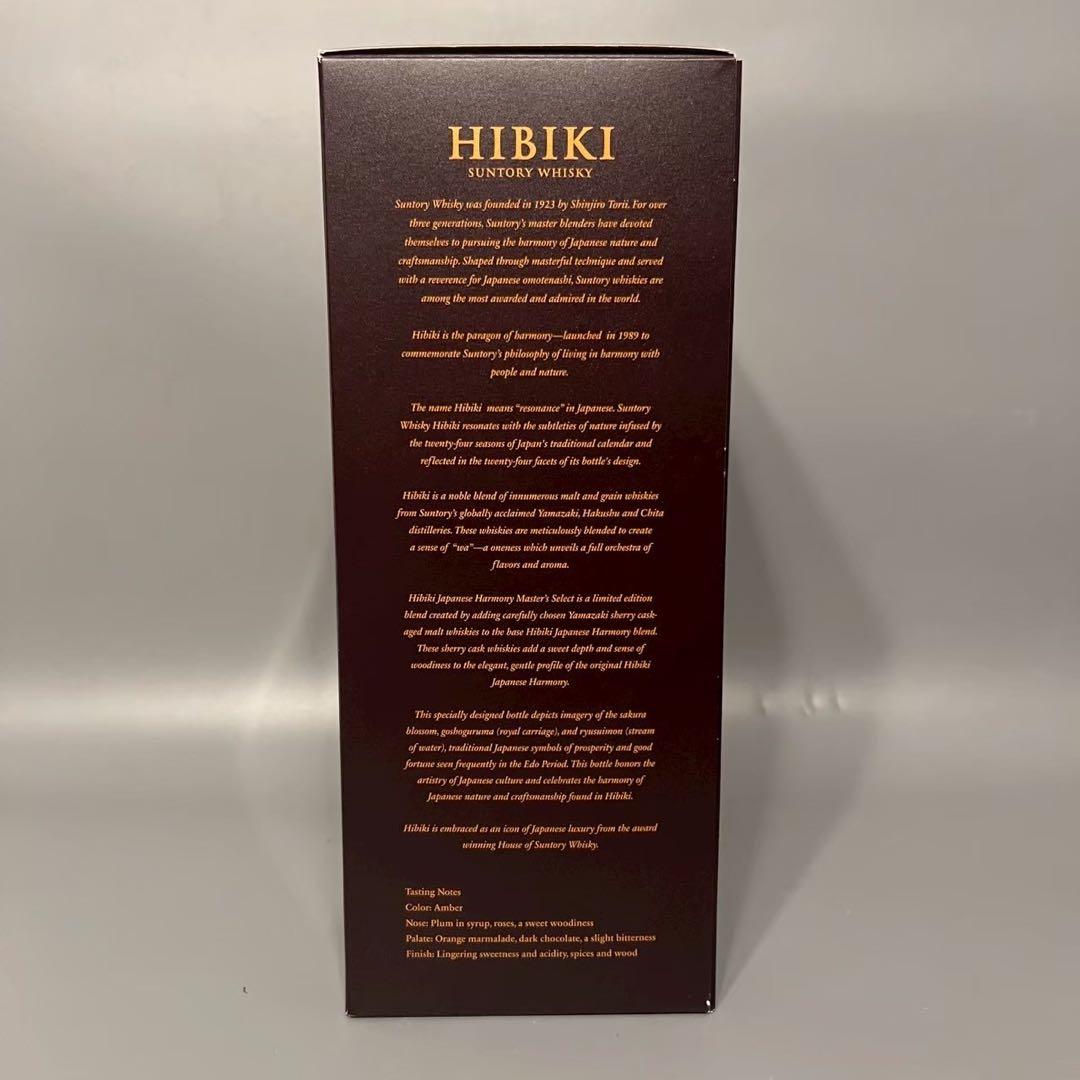 HIBIKI
SUNTORY WHISKY
Suntory Whisky was founded in 1923 by Shinjiro Torii. For over
three generations, Suntory's master blenders have devoted
themselves to pursuing the harmony of Japanese nature and
craftsmanship. Shaped through masterful technique and served
with a reverence for Japanese omotenashi, Suntory whiskies are
among the most awarded and admired in the world.
Hibiki is the paragon of harmony—launched in 1989 to
commemorate Suntory's philosophy of living in harmony with
people and nature.
The name Hibiki means “resonance” in Japanese. Suntory
Whisky Hibiki resonates with the subtleties of nature infused by
the twenty-four seasons of Japan's traditional calendar and
reflected in the twenty-four facets of its bottle's design.
Hibiki is a noble blend of innumerous malt and grain whiskies
from Suntory's globally acclaimed Yamazaki, Hakushu and Chita
distilleries. These whiskies are meticulously blended to create
a sense of “wa”—a oneness which unveils a full orchestra of
flavors and aroma.
Hibiki Japanese Harmony Master's Select is a limited edition
blend created by adding carefully chosen Yamazaki sherry cask-
aged malt whiskies to the base Hibiki Japanese Harmony blend.
These sherry cask whiskies add a sweet depth and sense of
woodiness to the elegant, gentle profile of the original Hibiki
Japanese Harmony.
This specially designed bottle depicts imagery of the sakura
blossom, goshoguruma (royal carriage), and ryusuimon (stream
of water), traditional Japanese symbols of prosperity and good
fortune seen frequently in the Edo Period. This bottle honors the
artistry of Japanese culture and celebrates the harmony of
Japanese nature and craftsmanship found in Hibiki.
Hibiki is embraced as an icon of Japanese luxury from the award
winning House of Suntory Whisky.
Tasting Notes
Color: Amber
Nose: Plum in syrup, roses, a sweet woodiness
Palate: Orange marmalade, dark chocolate, a slight bitterness
Finish: Lingering sweetness and acidity, spices and wood